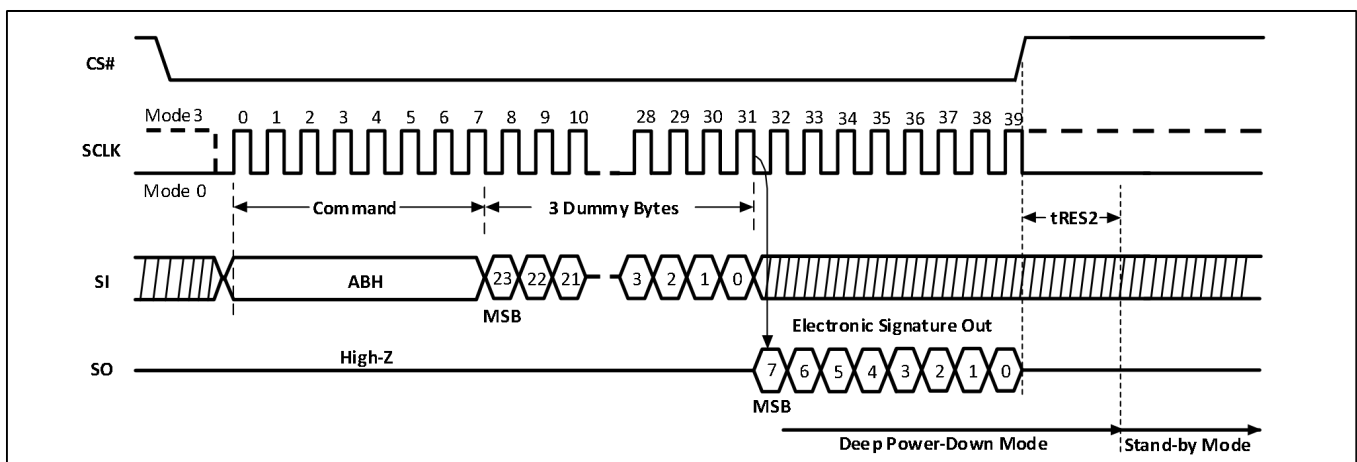 CS#
Mode 3
0 1 2 3 4 5 6 7 8 9 10 28 29 30 31 32 33 34 35 36 37 38 39
SCLK
Mode 0
Command
3 Dummy Bytes
tRES2
SI
ABH
23 22 21 3 2 1 0
MSB
Electronic Signature Out
High-Z
SO
7 6 5 4 3 2 1 0
MSB
Deep Power-Down Mode
Stand-by Mode